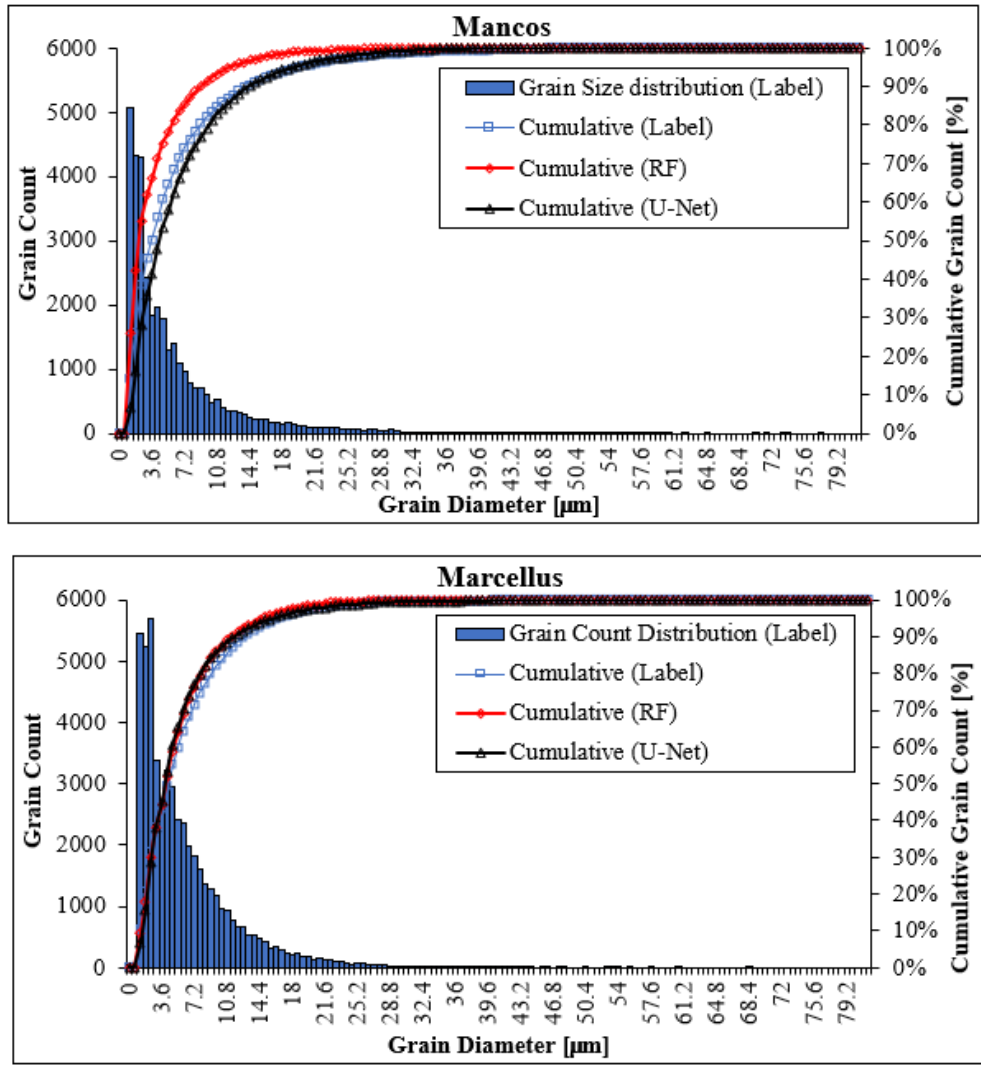 Mancos
6000
5000
4000
3000
2000
1000
0
Grain Count
100%
90%
80%
70%
60%
50%
40%
30%
20%
10%
0%
Cumulative Grain Count [%]
Grain Size distribution (Label)
Cumulative (Label)
Cumulative (RF)
Cumulative (U-Net)
0 3.6 7.2 10.8 14.4 18 21.6 25.2 28.8 32.4 36 39.6 43.2 46.8 50.4 54 57.6 61.2 64.8 68.4 72 75.6 79.2
Grain Diameter [µm]
Marcellus
6000
5000
4000
3000
2000
1000
0
Grain Count
100%
90%
80%
70%
60%
50%
40%
30%
20%
10%
0%
Cumulative Grain Count [%]
Grain Count Distribution (Label)
Cumulative (Label)
Cumulative (RF)
Cumulative (U-Net)
0 3.6 7.2 10.8 14.4 18 21.6 25.2 28.8 32.4 36 39.6 43.2 46.8 50.4 54 57.6 61.2 64.8 68.4 72 75.6 79.2
Grain Diameter [µm]